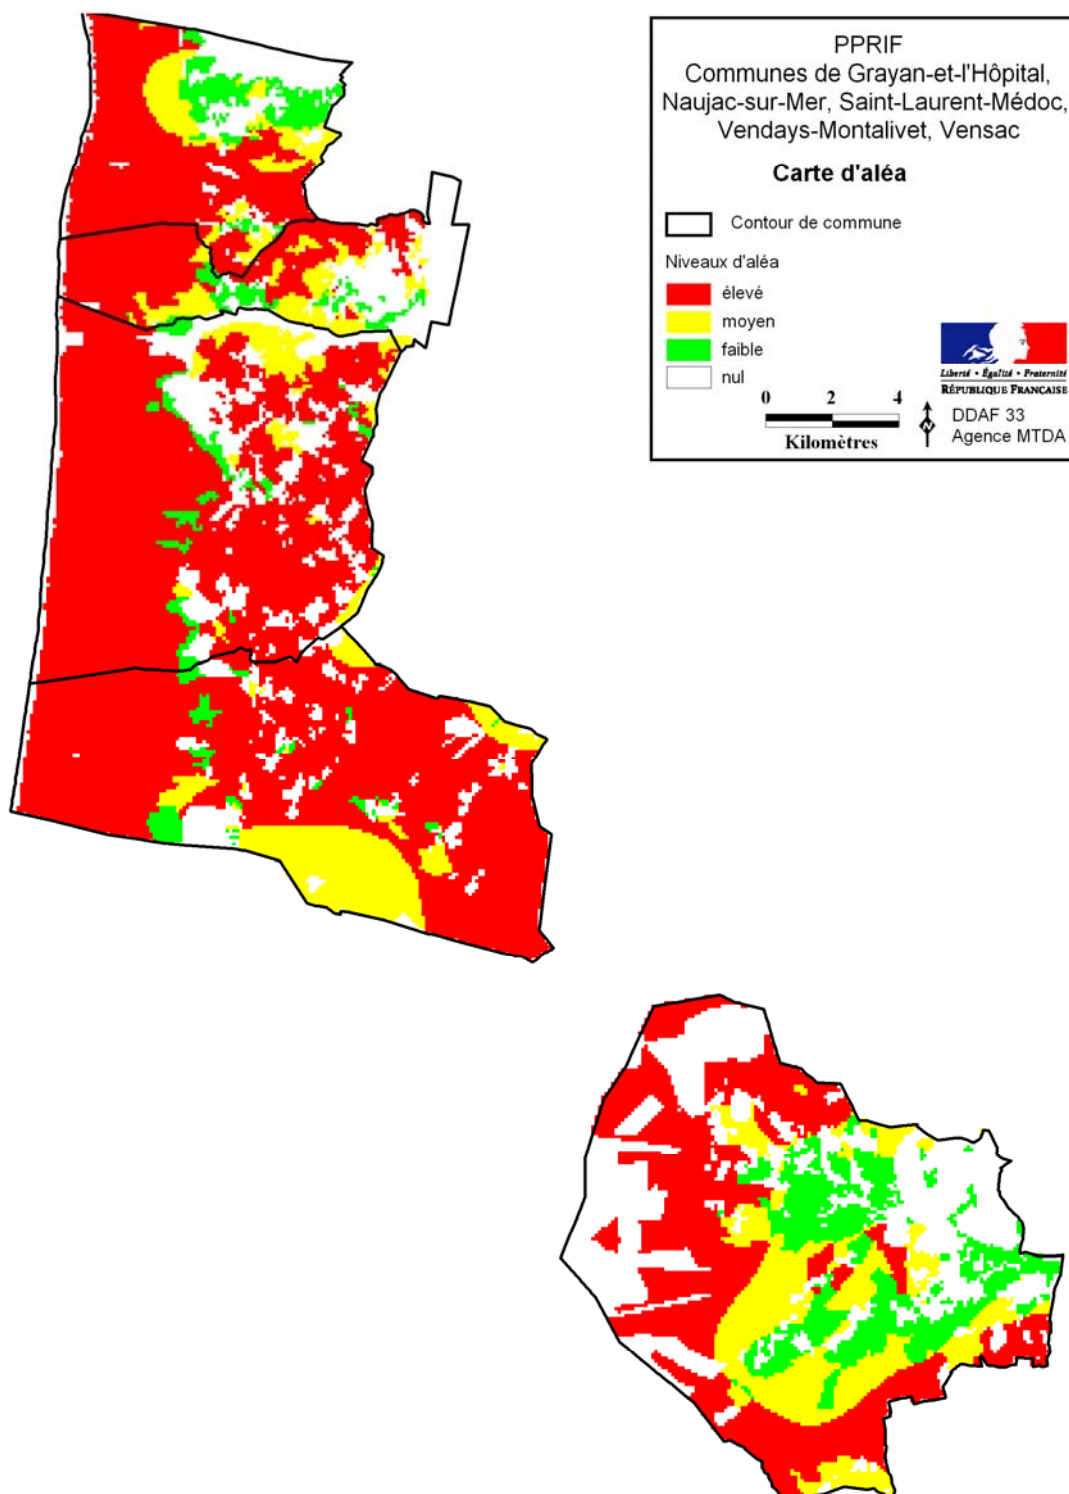 PPRIF
Communes de Grayan-et-l'Hôpital,
Naujac-sur-Mer, Saint-Laurent-Médoc,
Vendays-Montalivet, Vensac
Carte d'aléa
Contour de commune
Niveaux d'aléa
élevé
moyen
faible
nul
Liberté • Égalité • Fraternité
RÉPUBLIQUE FRANÇAISE
0 2 4
Kilomètres
N
DDAF 33
Agence MTDA